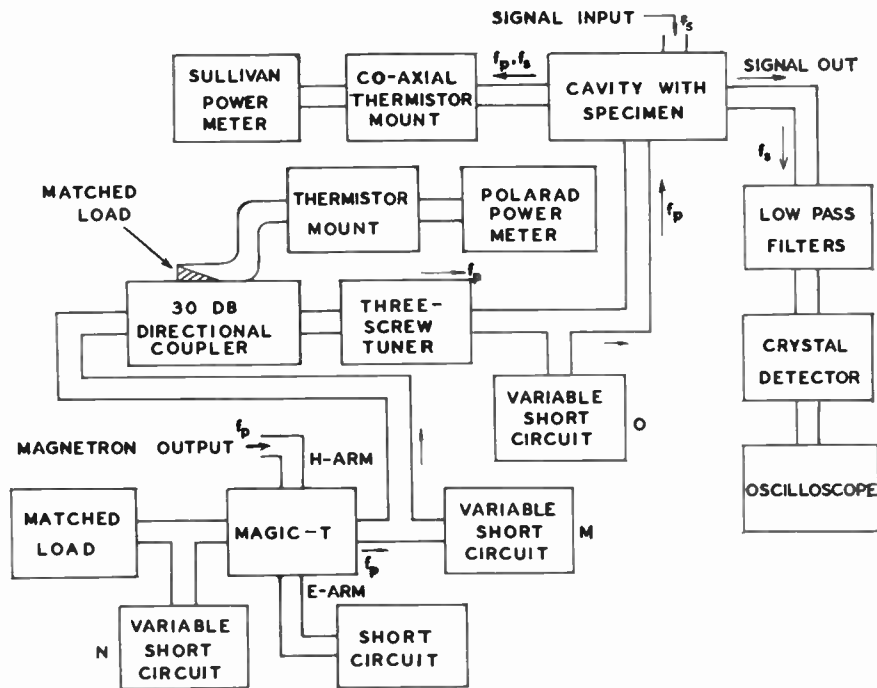 SIGNAL INPUT
fs
fp, fs
SIGNAL OUT
SULLIVAN
POWER
METER
CO-AXIAL
THERMISTOR
MOUNT
CAVITY WITH
SPECIMEN
fs
MATCHED
LOAD
THERMISTOR
MOUNT
POLARAD
POWER
METER
fp
LOW PASS
FILTERS
fp
30 DB
DIRECTIONAL
COUPLER
THREE-
SCREW
TUNER
CRYSTAL
DETECTOR
VARIABLE
SHORT
CIRCUIT
O
fp
MAGNETRON OUTPUT
H-ARM
OSCILLOSCOPE
MATCHED
LOAD
MAGIC-T
VARIABLE
SHORT
CIRCUIT
M
fp
E-ARM
N
VARIABLE
SHORT
CIRCUIT
SHORT
CIRCUIT